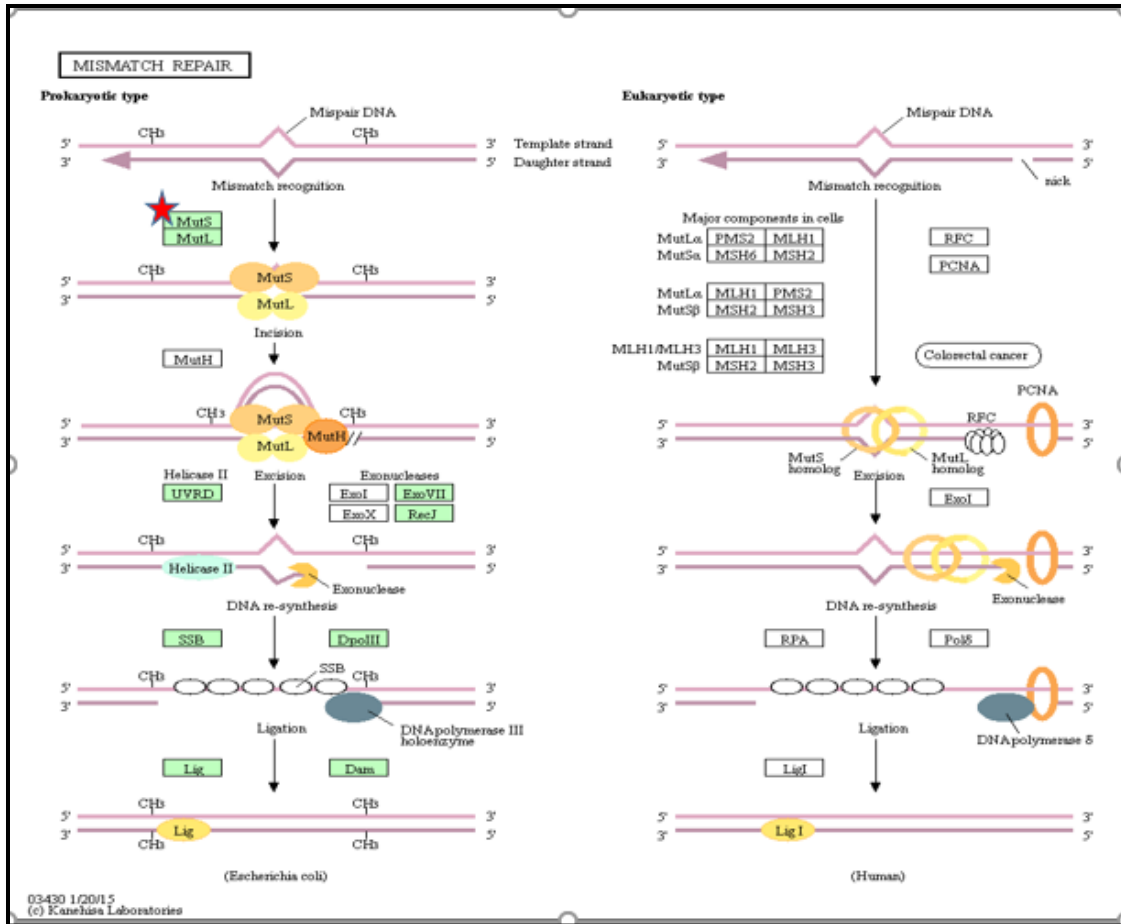 MISMATCH REPAIR
Prokaryotic type
Mispair DNA
CH3
CH3
5'
3'
Template strand
3'
5'
Daughter strand
Mismatch recognition
MutS
MutL
CH3
CH3
5'
3'
3'
5'
MutS
MutL
Incision
MutH
CH3
CH3
5'
3'
3'
5'
MutS
MutL
MutH
Helicase II
UVRD
Excision
Exonucleases
ExoI
ExoVII
ExoX
RecJ
CH3
CH3
5'
3'
3'
5'
Helicase II
Exonuclease
DNA re-synthesis
SSB
DpoIII
SSB
CH3
CH3
5'
3'
3'
5'
DNA polymerase III
holoenzyme
Ligation
Lig
Dam
CH3
CH3
5'
3'
3'
5'
Lig
CH3
CH3
(Escherichia coli)
03430 1/20/15
(c) Kanehisa Laboratories
Eukaryotic type
Mispair DNA
5'
3'
3'
5'
nick
Mismatch recognition
Major components in cells
MutLα PMS2 MLH1
MutSα MSH6 MSH2
MutLα MLH1 PMS2
MutSβ MSH2 MSH3
MLH1/MLH3 MLH1 MLH3
MutSβ MSH2 MSH3
RFC
PCNA
Colorectal cancer
PCNA
RFC
5'
3'
3'
5'
MutS
homolog
MutL
homolog
Excision
ExoI
5'
3'
3'
5'
Exonuclease
DNA re-synthesis
RPA
Polδ
5'
3'
3'
5'
DNA polymerase δ
Ligation
LigI
5'
3'
3'
5'
Lig I
(Human)